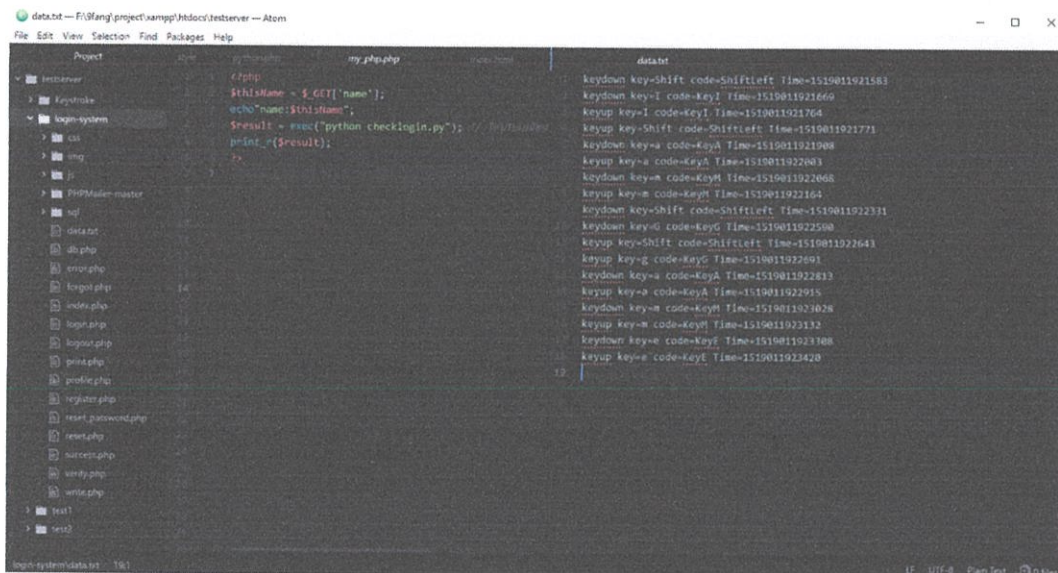 data.txt — F:\9fang\project\xampp\htdocs\testserver — Atom
File Edit View Selection Find Packages Help
Project
style
my_php.php
index.html
data.txt
testserver
Keystroke
login-system
css
img
js
PHPMailer-master
sql
data.txt
db.php
error.php
forgot.php
index.php
login.php
logout.php
print.php
profile.php
register.php
reset_password.php
reset.php
success.php
verify.php
write.php
test1
test2
<?php
$thisName = $_GET['name'];
echo"name:$thisName";
$result = exec("python checklogin.py");
print_r($result);
?>
14
keydown key=Shift code=ShiftLeft Time=1519011921583
keydown key=I code=KeyI Time=1519011921669
keyup key=I code=KeyI Time=1519011921764
keyup key=Shift code=ShiftLeft Time=1519011921771
keydown key=a code=KeyA Time=1519011921908
keyup key=a code=KeyA Time=1519011922003
keydown key=m code=KeyM Time=1519011922068
keyup key=m code=KeyM Time=1519011922164
keydown key=Shift code=ShiftLeft Time=1519011922331
keydown key=G code=KeyG Time=1519011922590
keyup key=Shift code=ShiftLeft Time=1519011922643
keyup key=g code=KeyG Time=1519011922691
keydown key=a code=KeyA Time=1519011922813
keyup key=a code=KeyA Time=1519011922915
keydown key=m code=KeyM Time=1519011923028
keyup key=m code=KeyM Time=1519011923132
keydown key=e code=KeyE Time=1519011923308
keyup key=e code=KeyE Time=1519011923420
19
login-system\data.txt 19:1
LF UTF-8 Plain Text